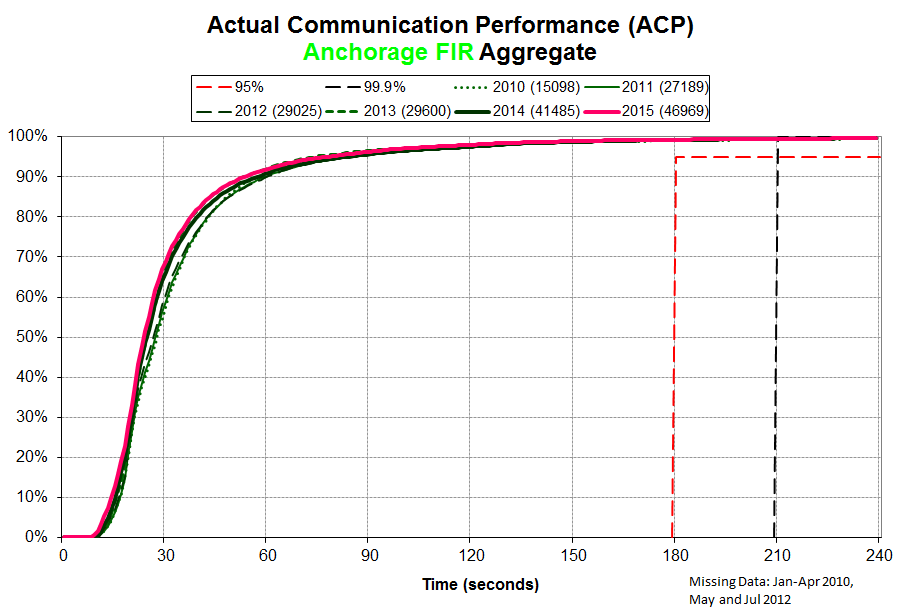 Actual Communication Performance (ACP)
Anchorage FIR Aggregate
95% 99.9% 2010 (15098) 2011 (27189)
2012 (29025) 2013 (29600) 2014 (41485) 2015 (46969)
100%
90%
80%
70%
60%
50%
40%
30%
20%
10%
0%
0 30 60 90 120 150 180 210 240
Time (seconds)
Missing Data: Jan-Apr 2010,
May and Jul 2012